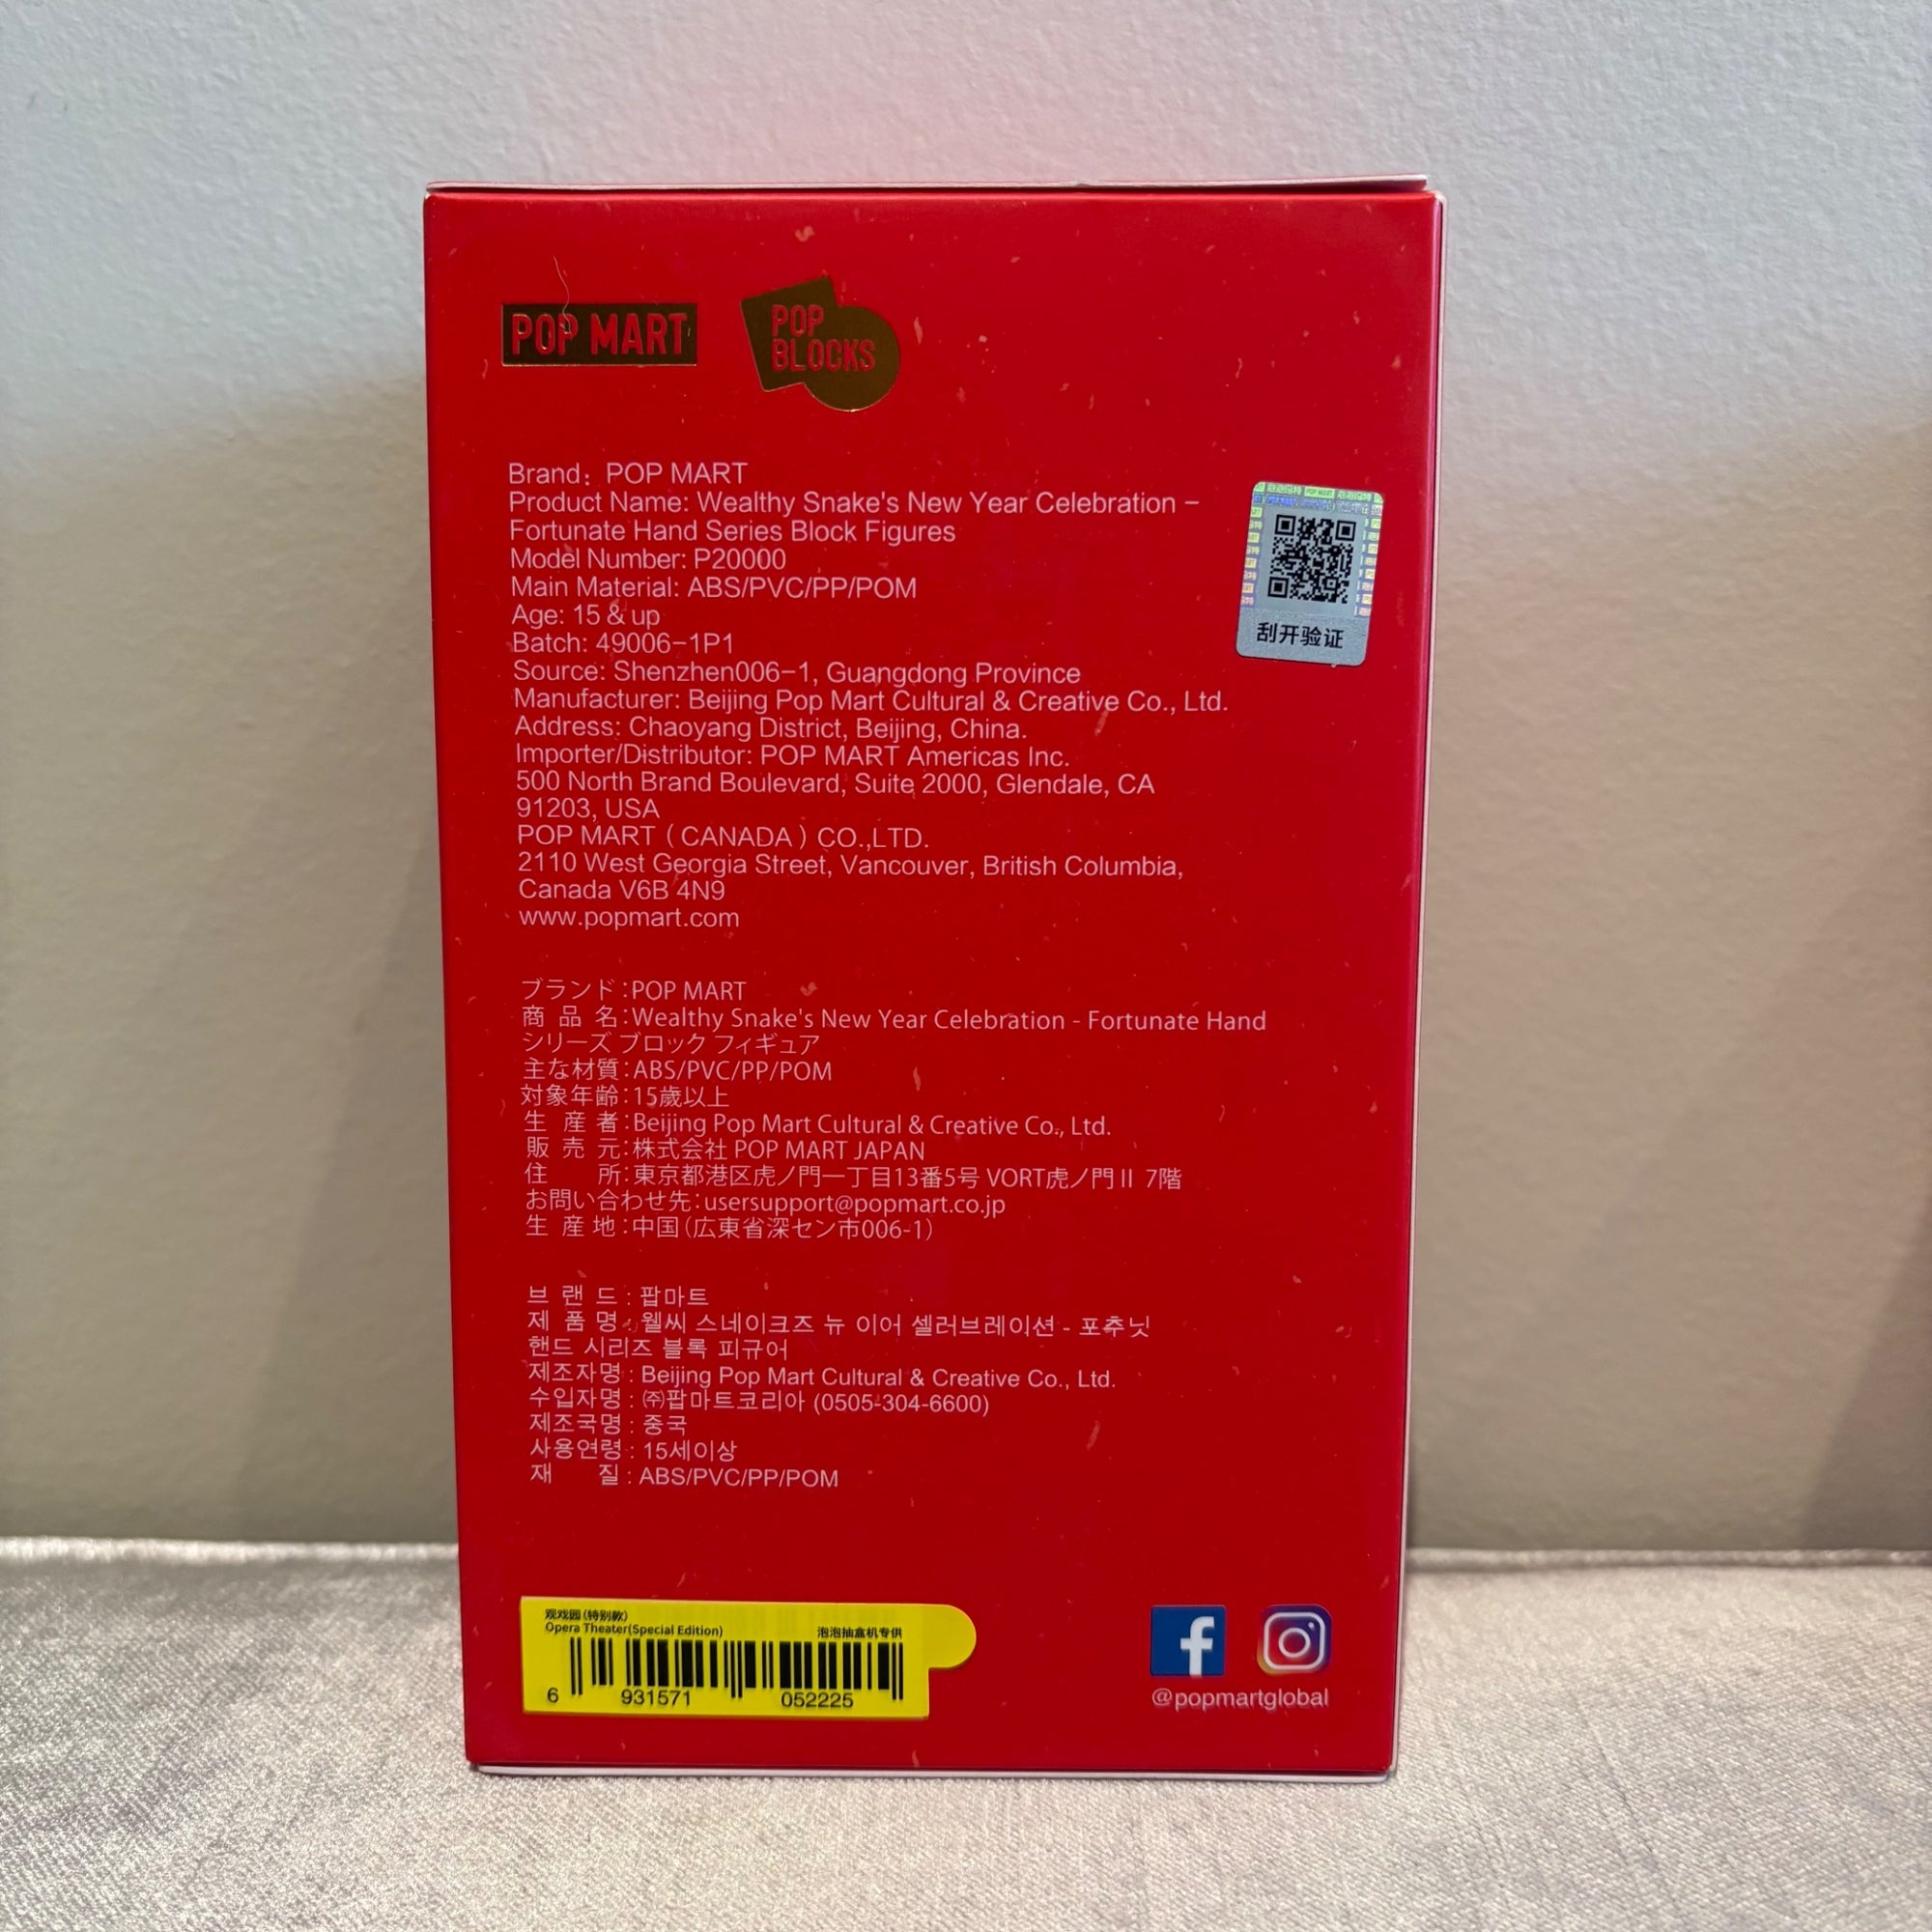 POP MART
POP
BLOCKS
Brand: POP MART
Product Name: Wealthy Snake's New Year Celebration –
Fortunate Hand Series Block Figures
Model Number: P20000
Main Material: ABS/PVC/PP/POM
Age: 15 & up
Batch: 49006–1P1
Source: Shenzhen006–1, Guangdong Province
Manufacturer: Beijing Pop Mart Cultural & Creative Co., Ltd.
Address: Chaoyang District, Beijing, China.
Importer/Distributor: POP MART Americas Inc.
500 North Brand Boulevard, Suite 2000, Glendale, CA
91203, USA
POP MART ( CANADA ) CO.,LTD.
2110 West Georgia Street, Vancouver, British Columbia,
Canada V6B 4N9
www.popmart.com
刮开验证
ブランド:POP MART
商 品 名:Wealthy Snake's New Year Celebration - Fortunate Hand
シリーズ ブロック フィギュア
主な材質:ABS/PVC/PP/POM
対象年齢:15歳以上
生 産 者:Beijing Pop Mart Cultural & Creative Co., Ltd.
販 売 元:株式会社 POP MART JAPAN
住 所:東京都港区虎ノ門一丁目13番5号 VORT虎ノ門Ⅱ 7階
お問い合わせ先:usersupport@popmart.co.jp
生 産 地:中国(広東省深セン市006-1)
브 랜 드 : 팝마트
제 품 명 : 웰씨 스네이크즈 뉴 이어 셀러브레이션 - 포추닛
핸드 시리즈 블록 피규어
제조자명 : Beijing Pop Mart Cultural & Creative Co., Ltd.
수입자명 : ㈜팝마트코리아 (0505-304-6600)
제조국명 : 중국
사용연령 : 15세이상
재 질 : ABS/PVC/PP/POM
观戏园(特别款)
Opera Theater(Special Edition) 泡泡抽盒机专供
6 931571 052225
@popmartglobal